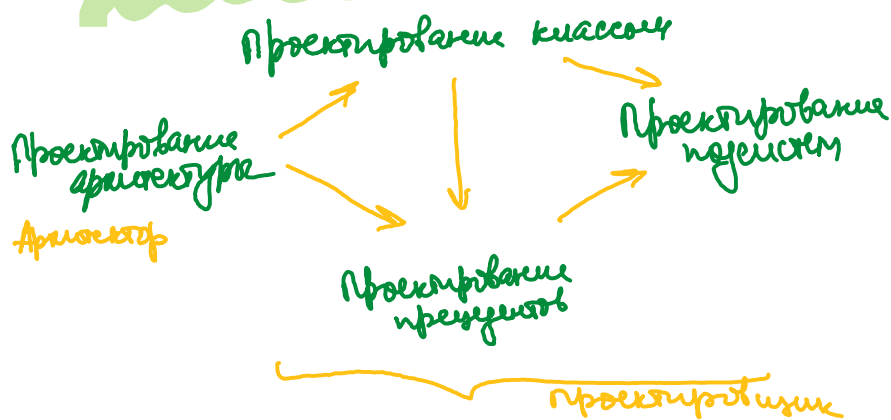 Проектирование классов
Проектирование
архитектуры
Архитектор
Проектирование
подсистем
Проектирование
прецедентов
проектировщик